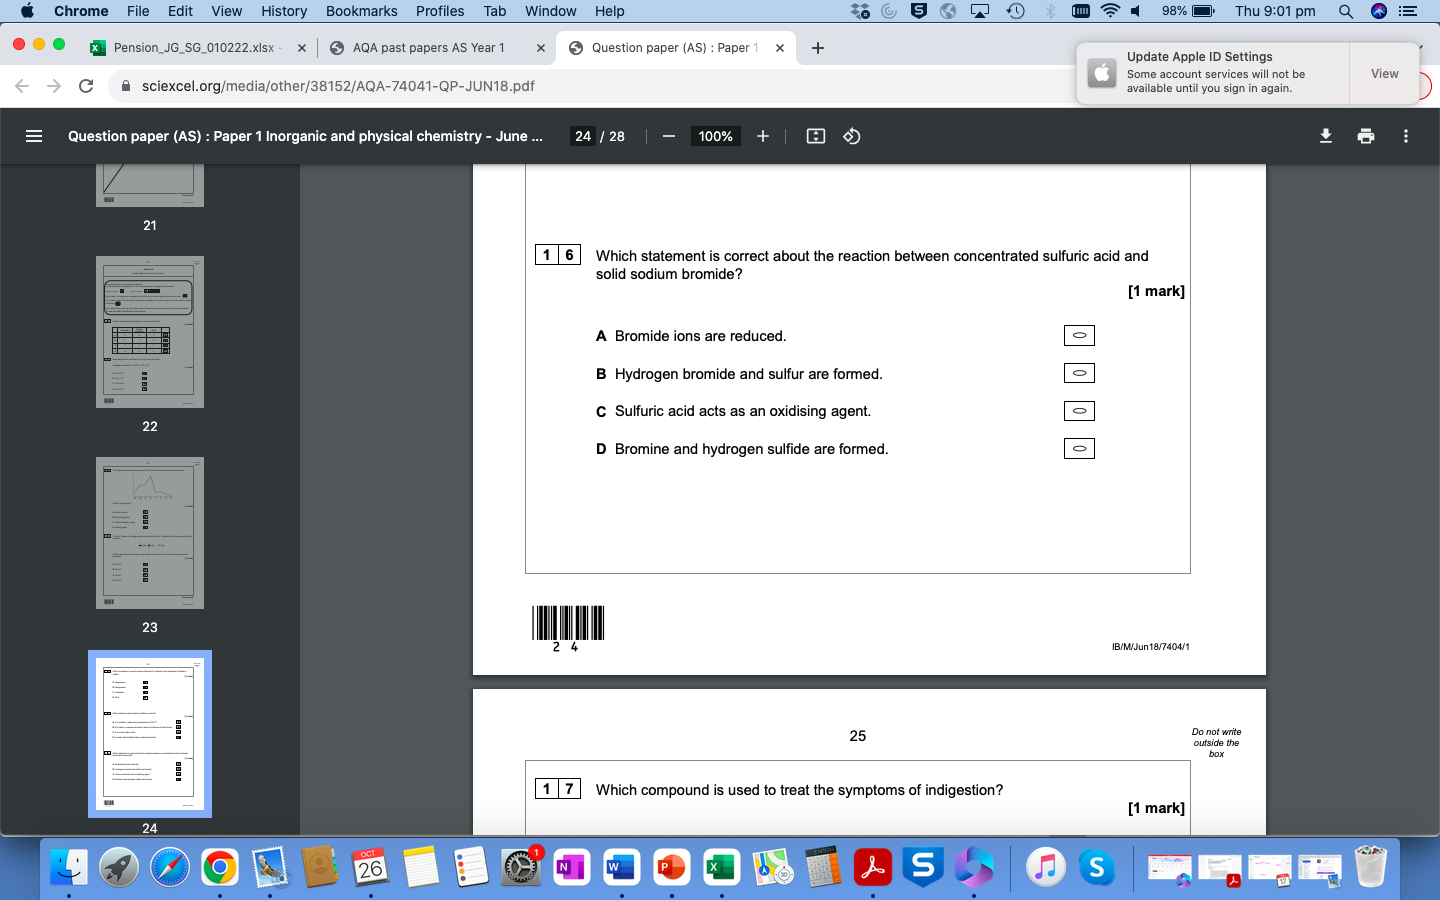 Chrome File Edit View History Bookmarks Profiles Tab Window Help 98% Thu 9:01 pm
Pension_JG_SG_010222.xlsx - AQA past papers AS Year 1 Question paper (AS) : Paper 1
sciexcel.org/media/other/38152/AQA-74041-QP-JUN18.pdf
Update Apple ID Settings
Some account services will not be
available until you sign in again.
View
Question paper (AS) : Paper 1 Inorganic and physical chemistry - June ... 24 / 28 100%
21
22
23
24
1 6 Which statement is correct about the reaction between concentrated sulfuric acid and
solid sodium bromide?
[1 mark]
A Bromide ions are reduced.
B Hydrogen bromide and sulfur are formed.
C Sulfuric acid acts as an oxidising agent.
D Bromine and hydrogen sulfide are formed.
2 4
IB/M/Jun18/7404/1
25
Do not write
outside the
box
1 7 Which compound is used to treat the symptoms of indigestion?
[1 mark]
OCT
26
1
17